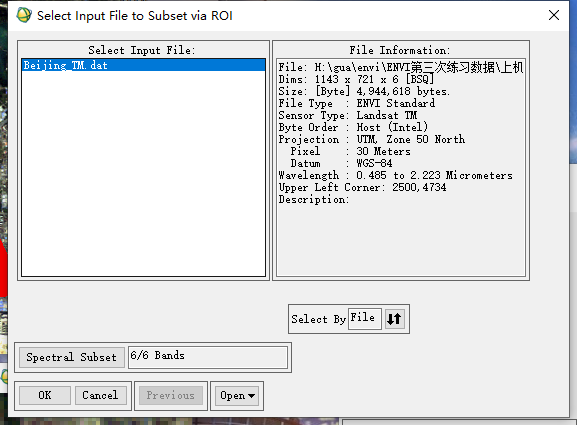 Select Input File to Subset via ROI
Select Input File:
Beijing_TM.dat
File Information:
File: H:\gua\envi\ENVI第三次练习数据\上机
Dims: 1143 x 721 x 6 [BSQ]
Size: [Byte] 4,944,618 bytes.
File Type : ENVI Standard
Sensor Type: Landsat TM
Byte Order : Host (Intel)
Projection : UTM, Zone 50 North
Pixel : 30 Meters
Datum : WGS-84
Wavelength : 0.485 to 2.223 Micrometers
Upper Left Corner: 2500,4734
Description:
Select By File
Spectral Subset 6/6 Bands
OK Cancel Previous Open